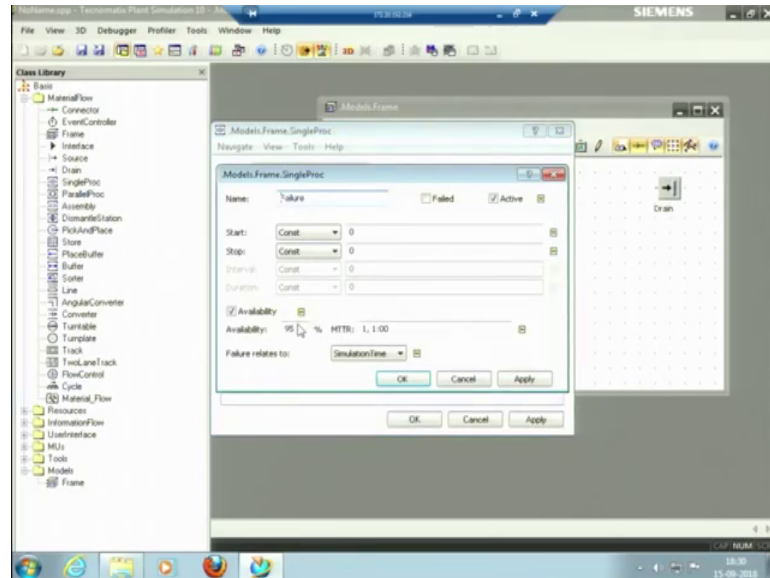 NoName.spp - Tecnomatix Plant Simulation 10 -
SIEMENS
File View 3D Debugger Profiler Tools Window Help
Class Library
Basis
MaterialFlow
Connector
EventController
Frame
Interface
Source
Drain
SingleProc
ParallelProc
Assembly
DismantleStation
PickAndPlace
Store
PlaceBuffer
Buffer
Sorter
Line
AngularConverter
Converter
Turntable
Turnplate
Track
TwoLaneTrack
FlowControl
Cycle
Material_Flow
Resources
InformationFlow
UserInterface
MUs
Tools
Models
Frame
.Models.Frame
Drain
.Models.Frame.SingleProc
Navigate View Tools Help
.Models.Frame.SingleProc
Name: Failure Failed Active
Start: Const 0
Stop: Const 0
Interval: Const 0
Duration: Const 0
Availability
Availability: 95 % MTTR: 1, 1:00
Failure relates to: SimulationTime
OK Cancel Apply
OK Cancel Apply
CAP NUM
18:30
15-09-2018